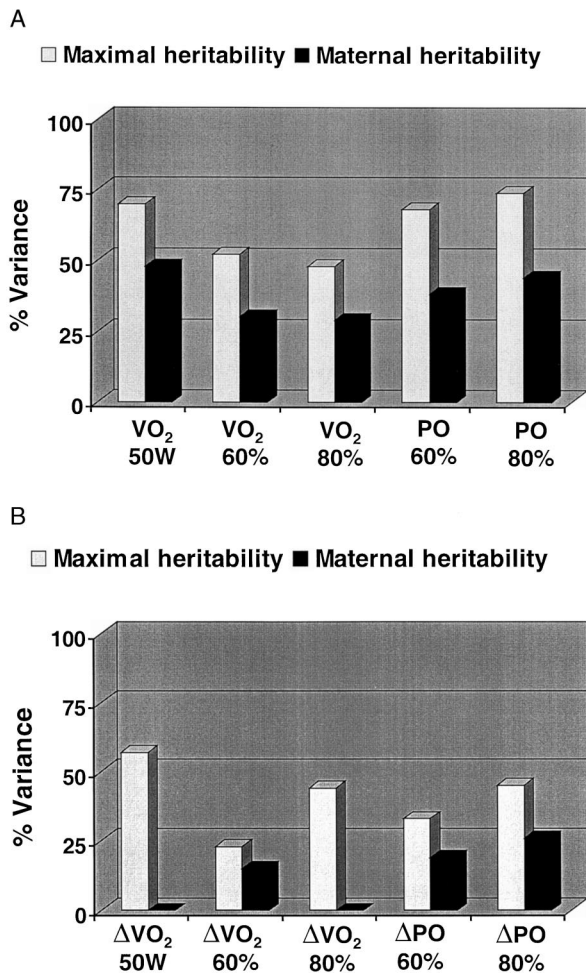 A
Maximal heritability Maternal heritability
100
75
50
25
0
% Variance
VO₂ VO₂ VO₂ PO PO
50W 60% 80% 60% 80%
B
Maximal heritability Maternal heritability
100
75
50
25
0
% Variance
ΔVO₂ ΔVO₂ ΔVO₂ ΔPO ΔPO
50W 60% 80% 60% 80%